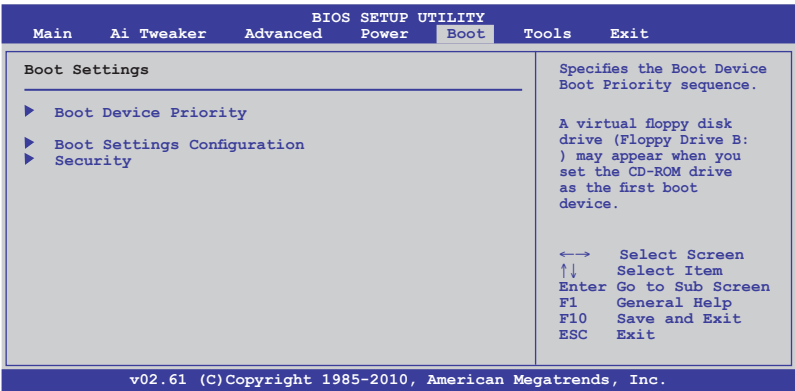 BIOS SETUP UTILITY
Main Ai Tweaker Advanced Power Boot Tools Exit
Boot Settings
Boot Device Priority
Boot Settings Configuration
Security
Specifies the Boot Device
Boot Priority sequence.
A virtual floppy disk
drive (Floppy Drive B:
) may appear when you
set the CD-ROM drive
as the first boot
device.
←→ Select Screen
↑↓ Select Item
Enter Go to Sub Screen
F1 General Help
F10 Save and Exit
ESC Exit
v02.61 (C)Copyright 1985-2010, American Megatrends, Inc.